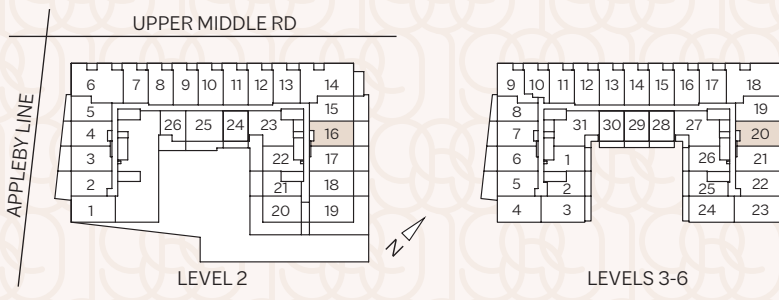 UPPER MIDDLE RD
APPLEBY LINE
6 7 8 9 10 11 12 13 14
5 15
26 25 24 23
4 16
3 22 17
2 21 18
1 20 19
N
LEVEL 2
9 10 11 12 13 14 15 16 17 18
8 19
31 30 29 28 27
7 20
6 1 26 21
5 2 25 22
4 3 24 23
LEVELS 3-6